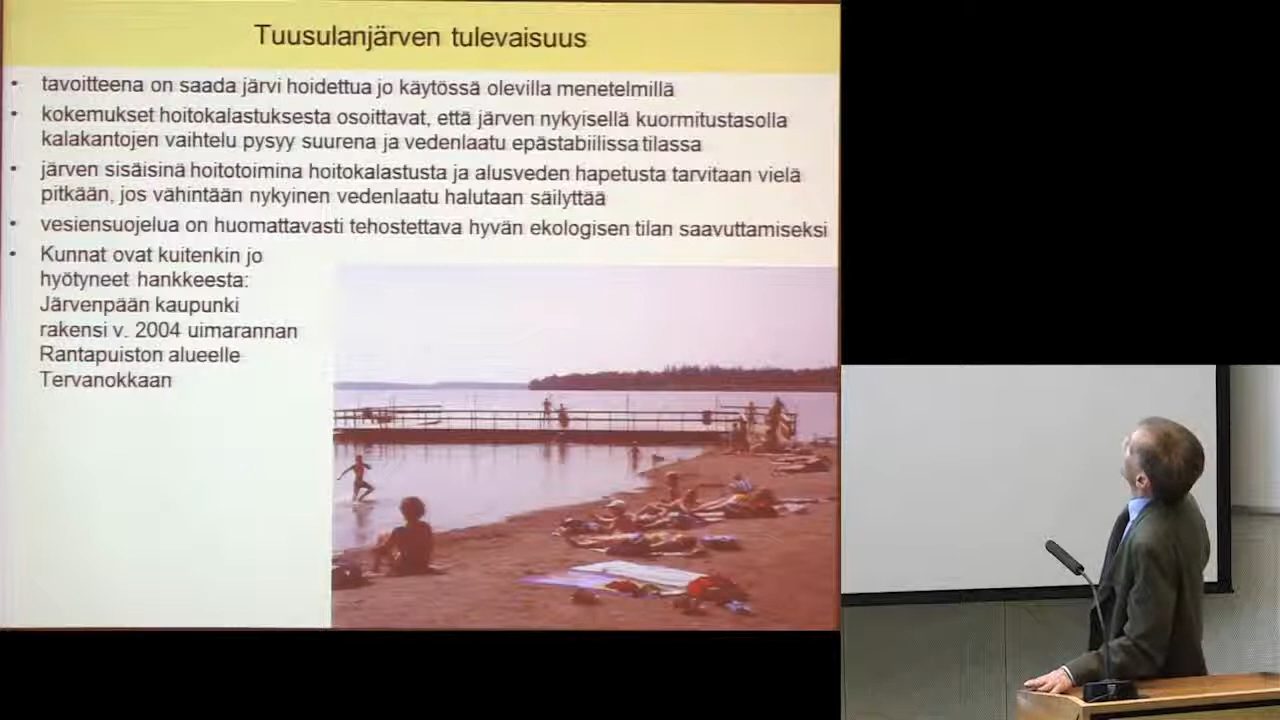 Tuusulanjärven tulevaisuus
• tavoitteena on saada järvi hoidettua jo käytössä olevilla menetelmillä
• kokemukset hoitokalastuksesta osoittavat, että järven nykyisellä kuormitustasolla
kalakantojen vaihtelu pysyy suurena ja vedenlaatu epästabiilissa tilassa
• järven sisäisinä hoitotoimina hoitokalastusta ja alusveden hapetusta tarvitaan vielä
pitkään, jos vähintään nykyinen vedenlaatu halutaan säilyttää
• vesiensuojelua on huomattavasti tehostettava hyvän ekologisen tilan saavuttamiseksi
• Kunnat ovat kuitenkin jo
hyötyneet hankkeesta:
Järvenpään kaupunki
rakensi v. 2004 uimarannan
Rantapuiston alueelle
Tervanokkaan